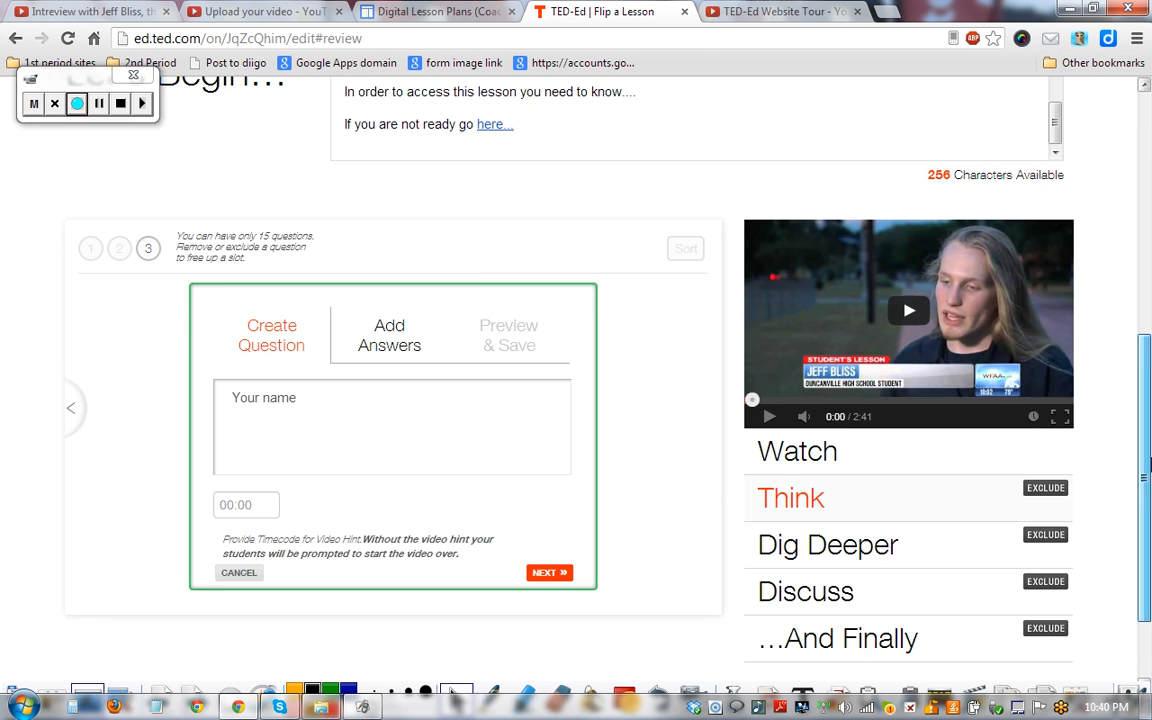 Intreview with Jeff Bliss, th
Upload your video - YouT
Digital Lesson Plans (Coac
TED-Ed | Flip a Lesson
TED-Ed Website Tour - Yo
ed.ted.com/on/JqZcQhim/edit#review
1st period sites
2nd Period
Post to diigo
Google Apps domain
form image link
https://accounts.go...
Other bookmarks
Begin...
M
In order to access this lesson you need to know....
If you are not ready go here...
256 Characters Available
1 2 3
You can have only 15 questions.
Remove or exclude a question
to free up a slot.
Sort
Create
Question
Add
Answers
Preview
& Save
Your name
00:00
Provide Timecode for Video Hint.Without the video hint your
students will be prompted to start the video over.
CANCEL
NEXT »
STUDENT'S LESSON
JEFF BLISS
DUNCANVILLE HIGH SCHOOL STUDENT
WFAA
10:02
0:00 / 2:41
Watch
Think
EXCLUDE
Dig Deeper
EXCLUDE
Discuss
EXCLUDE
...And Finally
EXCLUDE
10:40 PM